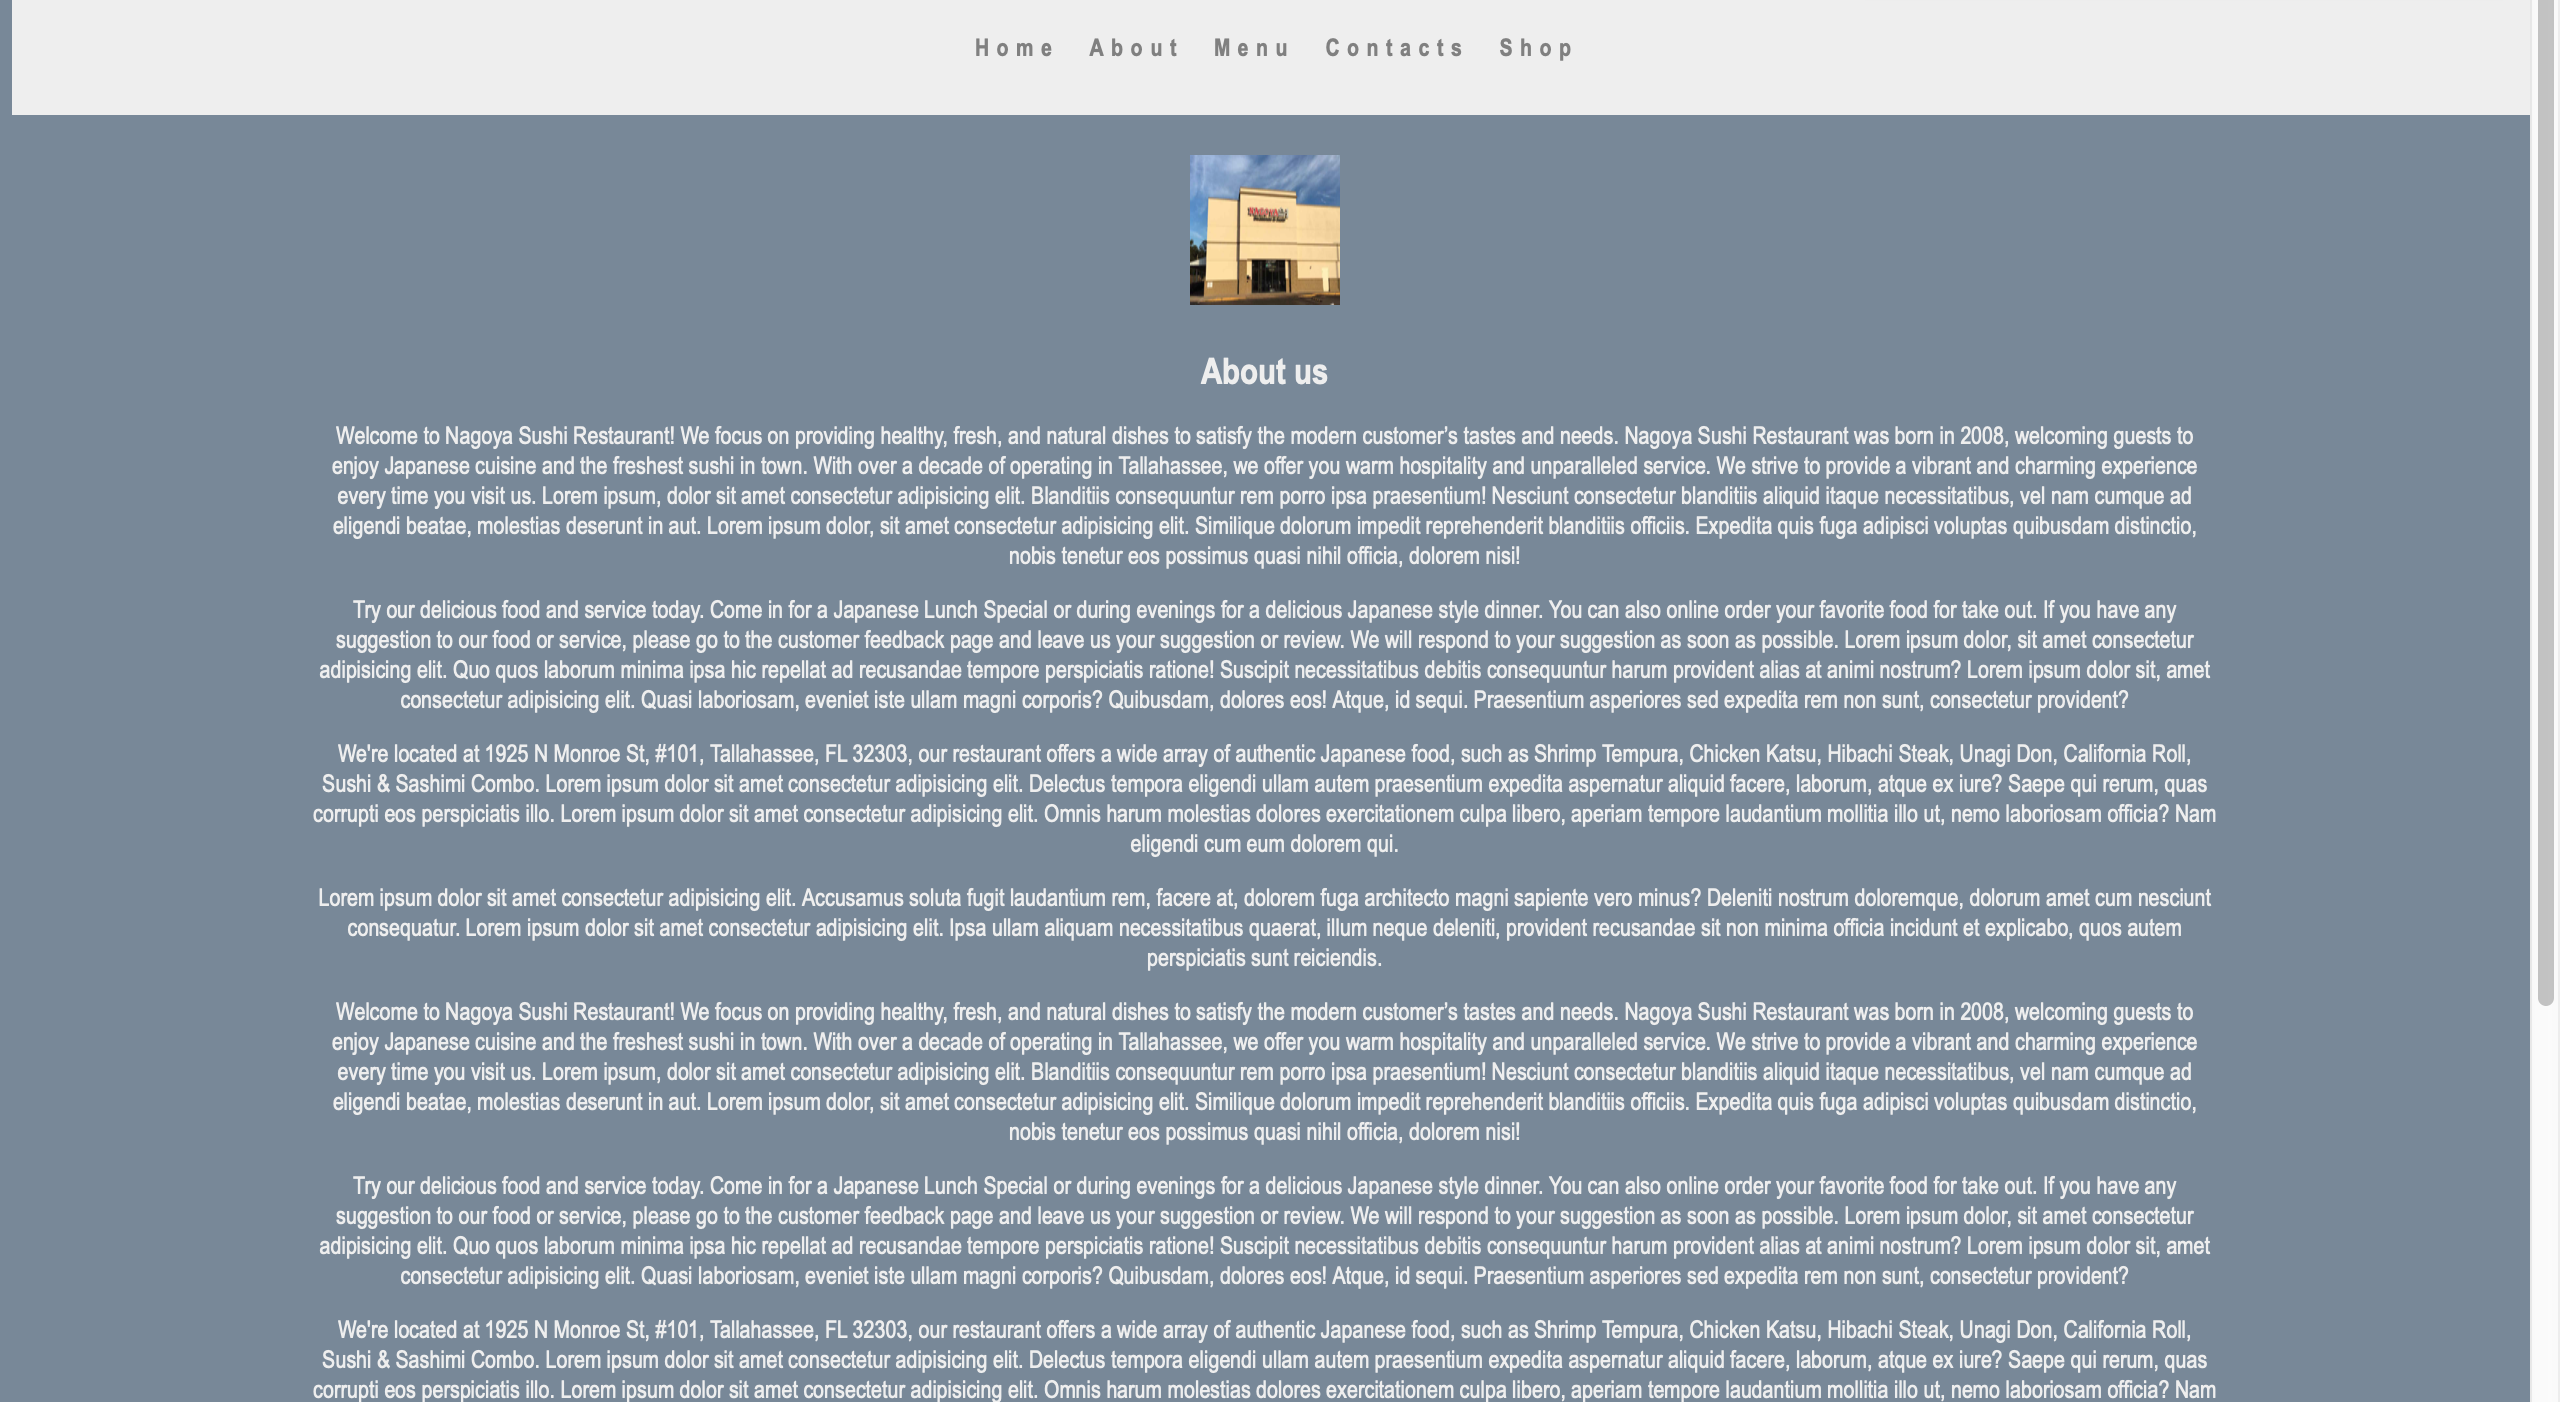 Home About Menu Contacts Shop
About us
Welcome to Nagoya Sushi Restaurant! We focus on providing healthy, fresh, and natural dishes to satisfy the modern customer’s tastes and needs. Nagoya Sushi Restaurant was born in 2008, welcoming guests to
enjoy Japanese cuisine and the freshest sushi in town. With over a decade of operating in Tallahassee, we offer you warm hospitality and unparalleled service. We strive to provide a vibrant and charming experience
every time you visit us. Lorem ipsum, dolor sit amet consectetur adipisicing elit. Blanditiis consequuntur rem porro ipsa praesentium! Nesciunt consectetur blanditiis aliquid itaque necessitatibus, vel nam cumque ad
eligendi beatae, molestias deserunt in aut. Lorem ipsum dolor, sit amet consectetur adipisicing elit. Similique dolorum impedit reprehenderit blanditiis officiis. Expedita quis fuga adipisci voluptas quibusdam distinctio,
nobis tenetur eos possimus quasi nihil officia, dolorem nisi!
Try our delicious food and service today. Come in for a Japanese Lunch Special or during evenings for a delicious Japanese style dinner. You can also online order your favorite food for take out. If you have any
suggestion to our food or service, please go to the customer feedback page and leave us your suggestion or review. We will respond to your suggestion as soon as possible. Lorem ipsum dolor, sit amet consectetur
adipisicing elit. Quo quos laborum minima ipsa hic repellat ad recusandae tempore perspiciatis ratione! Suscipit necessitatibus debitis consequuntur harum provident alias at animi nostrum? Lorem ipsum dolor sit, amet
consectetur adipisicing elit. Quasi laboriosam, eveniet iste ullam magni corporis? Quibusdam, dolores eos! Atque, id sequi. Praesentium asperiores sed expedita rem non sunt, consectetur provident?
We're located at 1925 N Monroe St, #101, Tallahassee, FL 32303, our restaurant offers a wide array of authentic Japanese food, such as Shrimp Tempura, Chicken Katsu, Hibachi Steak, Unagi Don, California Roll,
Sushi & Sashimi Combo. Lorem ipsum dolor sit amet consectetur adipisicing elit. Delectus tempora eligendi ullam autem praesentium expedita aspernatur aliquid facere, laborum, atque ex iure? Saepe qui rerum, quas
corrupti eos perspiciatis illo. Lorem ipsum dolor sit amet consectetur adipisicing elit. Omnis harum molestias dolores exercitationem culpa libero, aperiam tempore laudantium mollitia illo ut, nemo laboriosam officia? Nam
eligendi cum eum dolorem qui.
Lorem ipsum dolor sit amet consectetur adipisicing elit. Accusamus soluta fugit laudantium rem, facere at, dolorem fuga architecto magni sapiente vero minus? Deleniti nostrum doloremque, dolorum amet cum nesciunt
consequatur. Lorem ipsum dolor sit amet consectetur adipisicing elit. Ipsa ullam aliquam necessitatibus quaerat, illum neque deleniti, provident recusandae sit non minima officia incidunt et explicabo, quos autem
perspiciatis sunt reiciendis.
Welcome to Nagoya Sushi Restaurant! We focus on providing healthy, fresh, and natural dishes to satisfy the modern customer’s tastes and needs. Nagoya Sushi Restaurant was born in 2008, welcoming guests to
enjoy Japanese cuisine and the freshest sushi in town. With over a decade of operating in Tallahassee, we offer you warm hospitality and unparalleled service. We strive to provide a vibrant and charming experience
every time you visit us. Lorem ipsum, dolor sit amet consectetur adipisicing elit. Blanditiis consequuntur rem porro ipsa praesentium! Nesciunt consectetur blanditiis aliquid itaque necessitatibus, vel nam cumque ad
eligendi beatae, molestias deserunt in aut. Lorem ipsum dolor, sit amet consectetur adipisicing elit. Similique dolorum impedit reprehenderit blanditiis officiis. Expedita quis fuga adipisci voluptas quibusdam distinctio,
nobis tenetur eos possimus quasi nihil officia, dolorem nisi!
Try our delicious food and service today. Come in for a Japanese Lunch Special or during evenings for a delicious Japanese style dinner. You can also online order your favorite food for take out. If you have any
suggestion to our food or service, please go to the customer feedback page and leave us your suggestion or review. We will respond to your suggestion as soon as possible. Lorem ipsum dolor, sit amet consectetur
adipisicing elit. Quo quos laborum minima ipsa hic repellat ad recusandae tempore perspiciatis ratione! Suscipit necessitatibus debitis consequuntur harum provident alias at animi nostrum? Lorem ipsum dolor sit, amet
consectetur adipisicing elit. Quasi laboriosam, eveniet iste ullam magni corporis? Quibusdam, dolores eos! Atque, id sequi. Praesentium asperiores sed expedita rem non sunt, consectetur provident?
We're located at 1925 N Monroe St, #101, Tallahassee, FL 32303, our restaurant offers a wide array of authentic Japanese food, such as Shrimp Tempura, Chicken Katsu, Hibachi Steak, Unagi Don, California Roll,
Sushi & Sashimi Combo. Lorem ipsum dolor sit amet consectetur adipisicing elit. Delectus tempora eligendi ullam autem praesentium expedita aspernatur aliquid facere, laborum, atque ex iure? Saepe qui rerum, quas
corrupti eos perspiciatis illo. Lorem ipsum dolor sit amet consectetur adipisicing elit. Omnis harum molestias dolores exercitationem culpa libero, aperiam tempore laudantium mollitia illo ut, nemo laboriosam officia? Nam